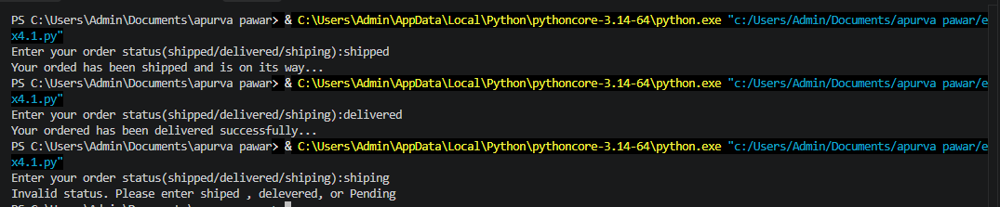 PS C:\Users\Admin\Documents\apurva pawar> & C:\Users\Admin\AppData\Local\Python\pythoncore-3.14-64\python.exe "c:/Users/Admin/Documents/apurva pawar/e
x4.1.py"
Enter your order status(shipped/delivered/shiping):shipped
Your orded has been shipped and is on its way...
PS C:\Users\Admin\Documents\apurva pawar> & C:\Users\Admin\AppData\Local\Python\pythoncore-3.14-64\python.exe "c:/Users/Admin/Documents/apurva pawar/e
x4.1.py"
Enter your order status(shipped/delivered/shiping):delivered
Your ordered has been delivered successfully...
PS C:\Users\Admin\Documents\apurva pawar> & C:\Users\Admin\AppData\Local\Python\pythoncore-3.14-64\python.exe "c:/Users/Admin/Documents/apurva pawar/e
x4.1.py"
Enter your order status(shipped/delivered/shiping):shiping
Invalid status. Please enter shiped , delevered, or Pending
PS C:\Users\Admin\Documents\apurva pawar>